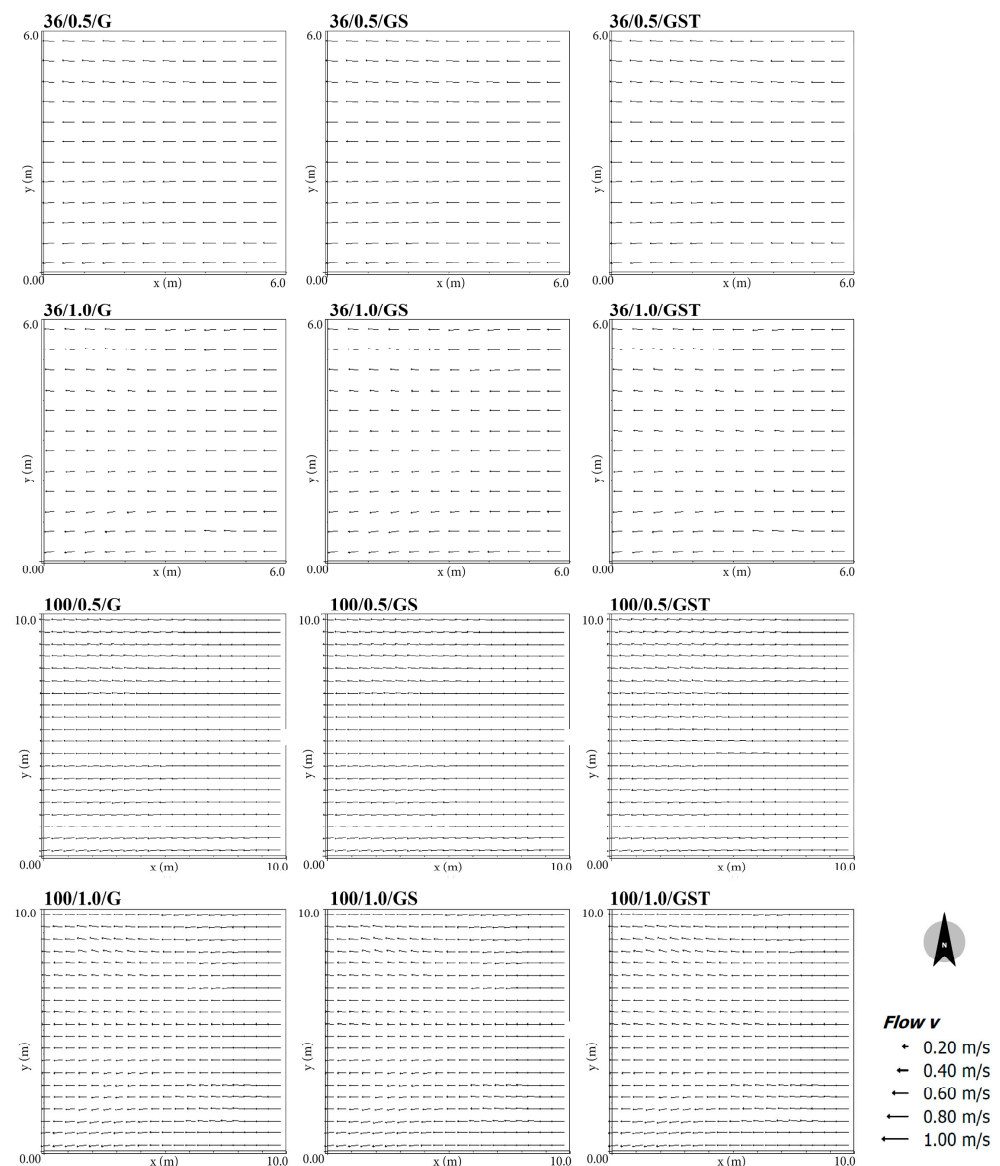 36/0.5/G 36/0.5/GS 36/0.5/GST
6.0 6.0 6.0
y (m) y (m) y (m)
0.00 x (m) 6.0 0.00 x (m) 6.0 0.00 x (m) 6.0
36/1.0/G 36/1.0/GS 36/1.0/GST
6.0 6.0 6.0
y (m) y (m) y (m)
0.00 x (m) 6.0 0.00 x (m) 6.0 0.00 x (m) 6.0
100/0.5/G 100/0.5/GS 100/0.5/GST
10.0 10.0 10.0
y (m) y (m) y (m)
0.00 x (m) 10.0 0.00 x (m) 10.0 0.00 x (m) 10.0
100/1.0/G 100/1.0/GS 100/1.0/GST
10.0 10.0 10.0
y (m) y (m) y (m)
0.00 x (m) 10.0 0.00 x (m) 10.0 0.00 x (m) 10.0
N
Flow v
0.20 m/s
0.40 m/s
0.60 m/s
0.80 m/s
1.00 m/s